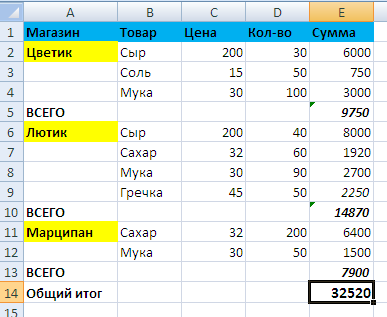 A B C D E
1 Магазин Товар Цена Кол-во Сумма
2 Цветик Сыр 200 30 6000
3 Соль 15 50 750
4 Мука 30 100 3000
5 ВСЕГО 9750
6 Лютик Сыр 200 40 8000
7 Сахар 32 60 1920
8 Мука 30 90 2700
9 Гречка 45 50 2250
10 ВСЕГО 14870
11 Марципан Сахар 32 200 6400
12 Мука 30 50 1500
13 ВСЕГО 7900
14 Общий итог 32520
15